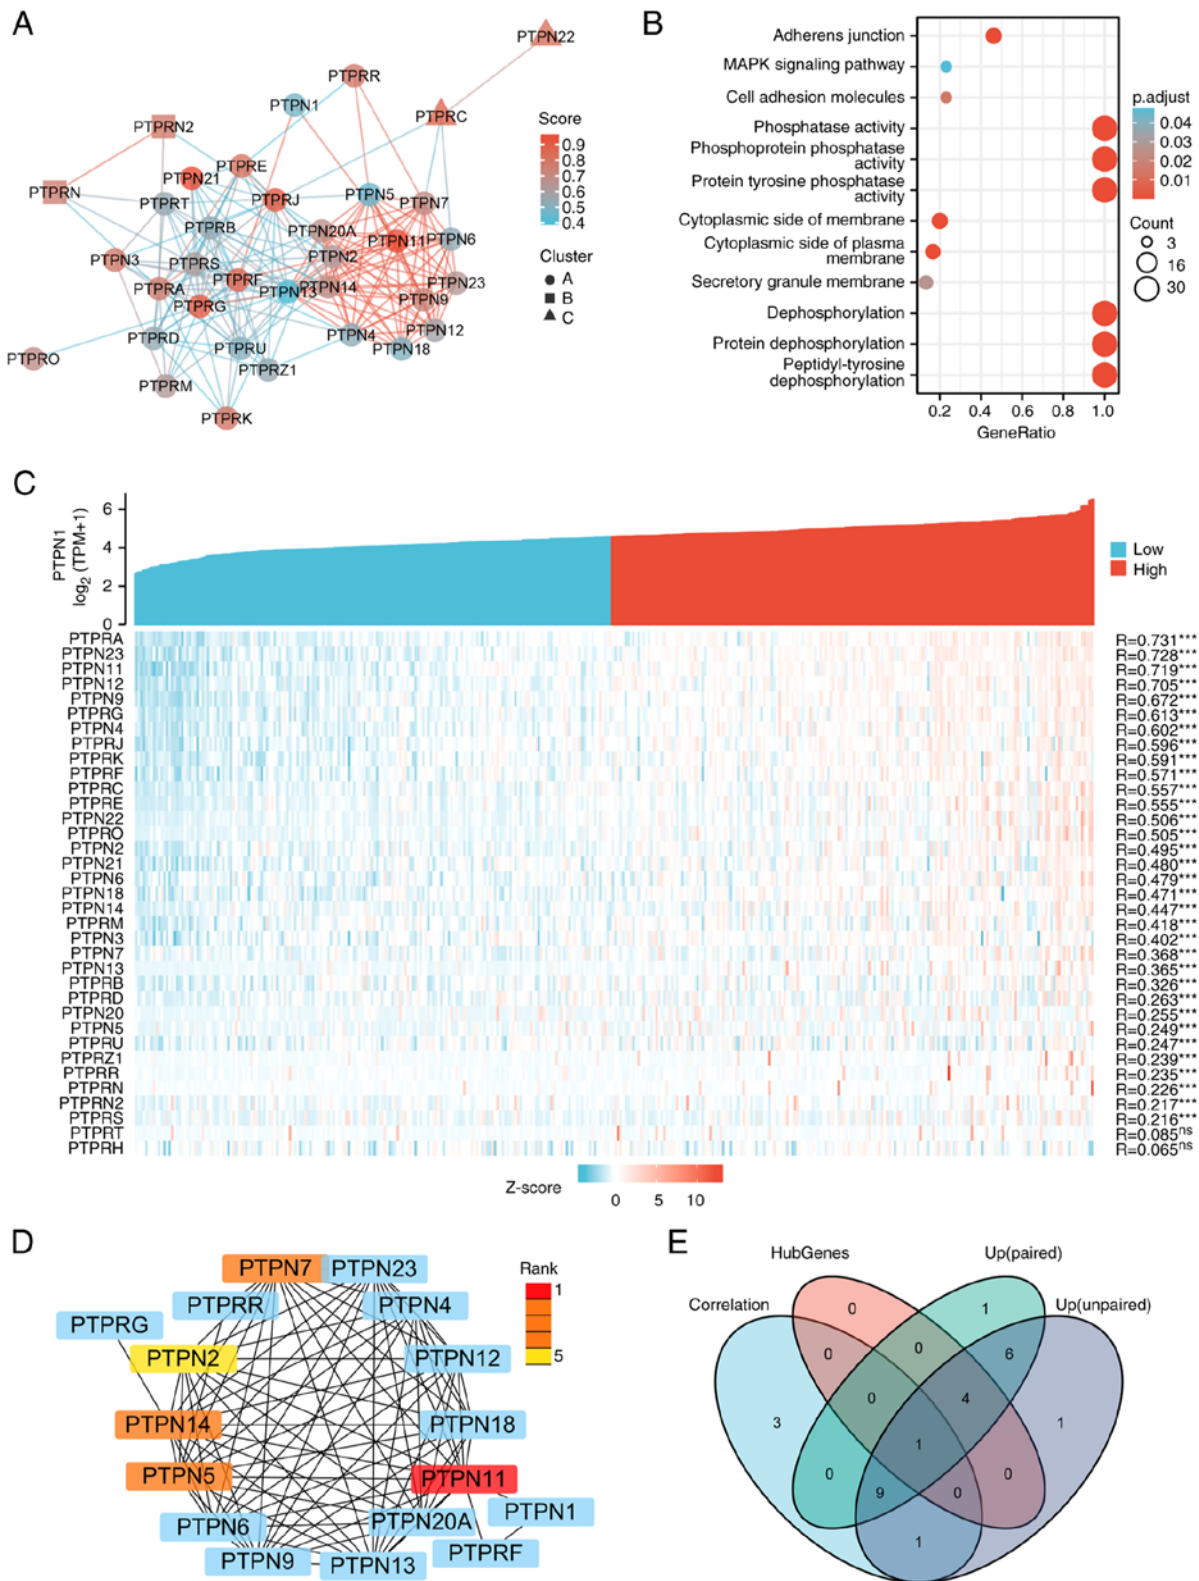 A
PTPN22
PTPRR
PTPN1
PTPRC
PTPRN2
PTPRE
PTPN21
PTPRN
PTPRT
PTPRJ
PTPN5
PTPN7
PTPRB
PTPN20A
PTPN11
PTPN6
PTPN3
PTPRS
PTPN2
PTPRF
PTPN23
PTPRA
PTPN13
PTPN14
PTPRG
PTPN9
PTPRD
PTPN4
PTPN12
PTPRU
PTPN18
PTPRO
PTPRZ1
PTPRM
PTPRK
Score
0.9
0.8
0.7
0.6
0.5
0.4
Cluster
A
B
C
B
Adherens junction
MAPK signaling pathway
Cell adhesion molecules
Phosphatase activity
Phosphoprotein phosphatase
activity
Protein tyrosine phosphatase
activity
Cytoplasmic side of membrane
Cytoplasmic side of plasma
membrane
Secretory granule membrane
Dephosphorylation
Protein dephosphorylation
Peptidyl-tyrosine
dephosphorylation
0.2 0.4 0.6 0.8 1.0
GeneRatio
p.adjust
0.04
0.03
0.02
0.01
Count
3
16
30
C
PTPN1
log2 (TPM+1)
6
4
2
0
Low
High
PTPRA R=0.731***
PTPN23 R=0.728***
PTPN11 R=0.719***
PTPN12 R=0.705***
PTPN9 R=0.672***
PTPRG R=0.613***
PTPN4 R=0.602***
PTPRJ R=0.596***
PTPRK R=0.591***
PTPRF R=0.571***
PTPRC R=0.557***
PTPRE R=0.555***
PTPN22 R=0.506***
PTPRO R=0.505***
PTPN2 R=0.495***
PTPN21 R=0.480***
PTPN6 R=0.479***
PTPN18 R=0.471***
PTPN14 R=0.447***
PTPRM R=0.418***
PTPN3 R=0.402***
PTPN7 R=0.368***
PTPN13 R=0.365***
PTPRB R=0.326***
PTPRD R=0.263***
PTPN20 R=0.255***
PTPN5 R=0.249***
PTPRU R=0.247***
PTPRZ1 R=0.239***
PTPRR R=0.235***
PTPRN R=0.226***
PTPRN2 R=0.217***
PTPRS R=0.216***
PTPRT R=0.085ns
PTPRH R=0.065ns
Z-score
0 5 10
D
PTPN7 PTPN23
PTPRR PTPN4
PTPRG
PTPN2 PTPN12
PTPN14 PTPN18
PTPN5 PTPN11
PTPN6 PTPN20A PTPN1
PTPN9 PTPN13 PTPRF
Rank
1
5
E
HubGenes Up(paired)
Correlation Up(unpaired)
0 1
0 0 6
3 0 4 1
1
0 9 0 0
1